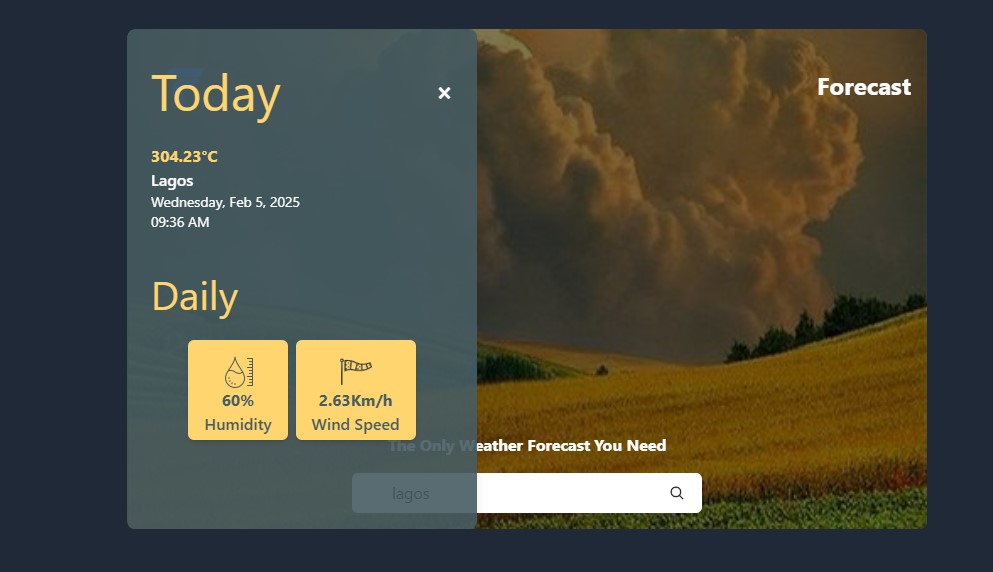 Today
×
304.23°C
Lagos
Wednesday, Feb 5, 2025
09:36 AM
Daily
60%
Humidity
2.63Km/h
Wind Speed
Forecast
The Only Weather Forecast You Need
lagos